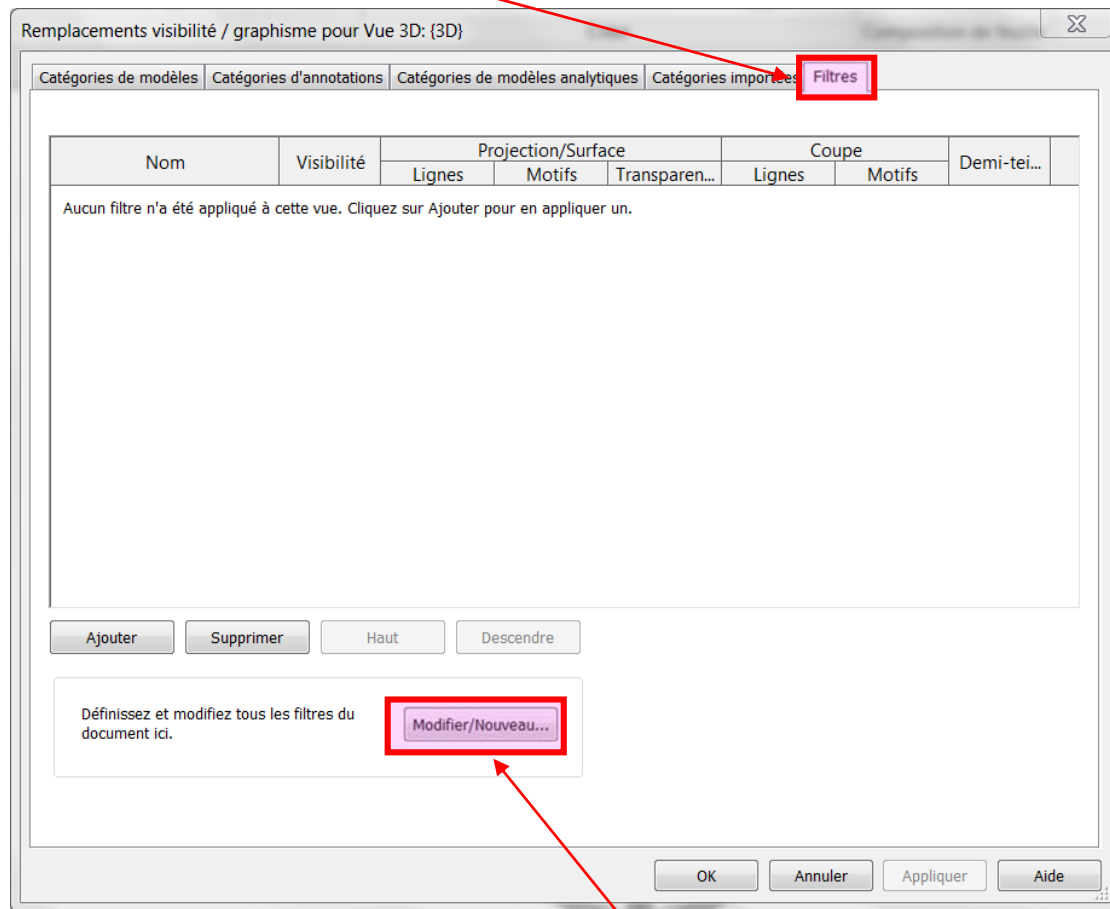 Remplacements visibilité / graphisme pour Vue 3D: {3D}
Catégories de modèles Catégories d'annotations Catégories de modèles analytiques Catégories importées Filtres
Nom Visibilité Projection/Surface Coupe Demi-tei...
Lignes Motifs Transparen... Lignes Motifs
Aucun filtre n'a été appliqué à cette vue. Cliquez sur Ajouter pour en appliquer un.
Ajouter Supprimer Haut Descendre
Définissez et modifiez tous les filtres du
document ici.
Modifier/Nouveau...
OK Annuler Appliquer Aide